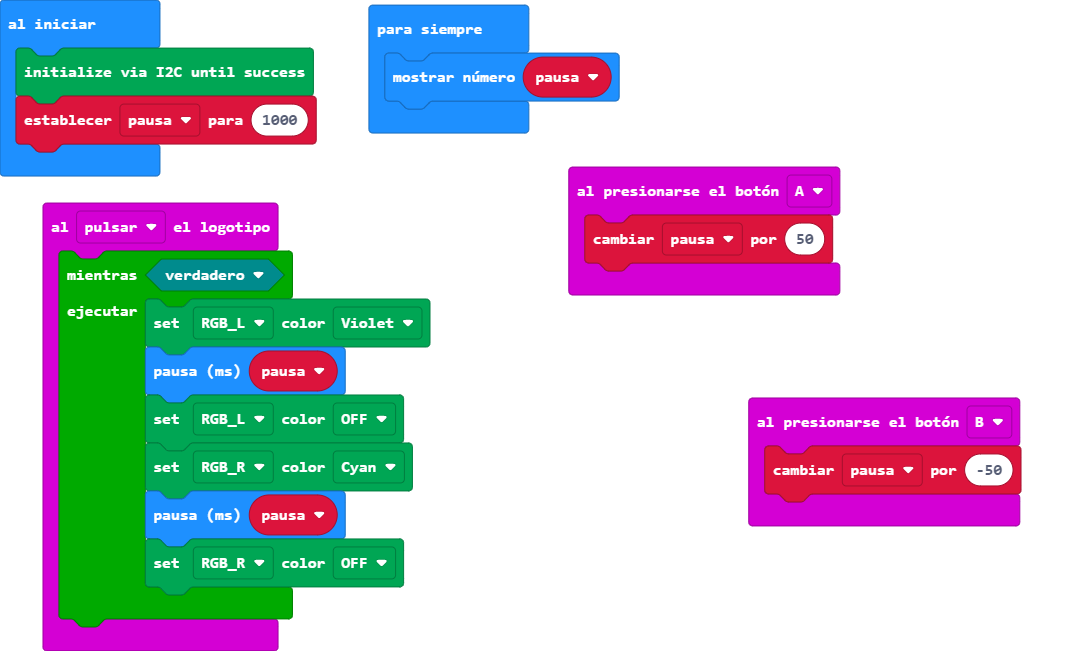 al iniciar
initialize via I2C until success
establecer pausa para 1000
para siempre
mostrar número pausa
al presionarse el botón A
cambiar pausa por 50
al pulsar el logotipo
mientras verdadero
ejecutar
set RGB_L color Violet
pausa (ms) pausa
set RGB_L color OFF
set RGB_R color Cyan
pausa (ms) pausa
set RGB_R color OFF
al presionarse el botón B
cambiar pausa por -50